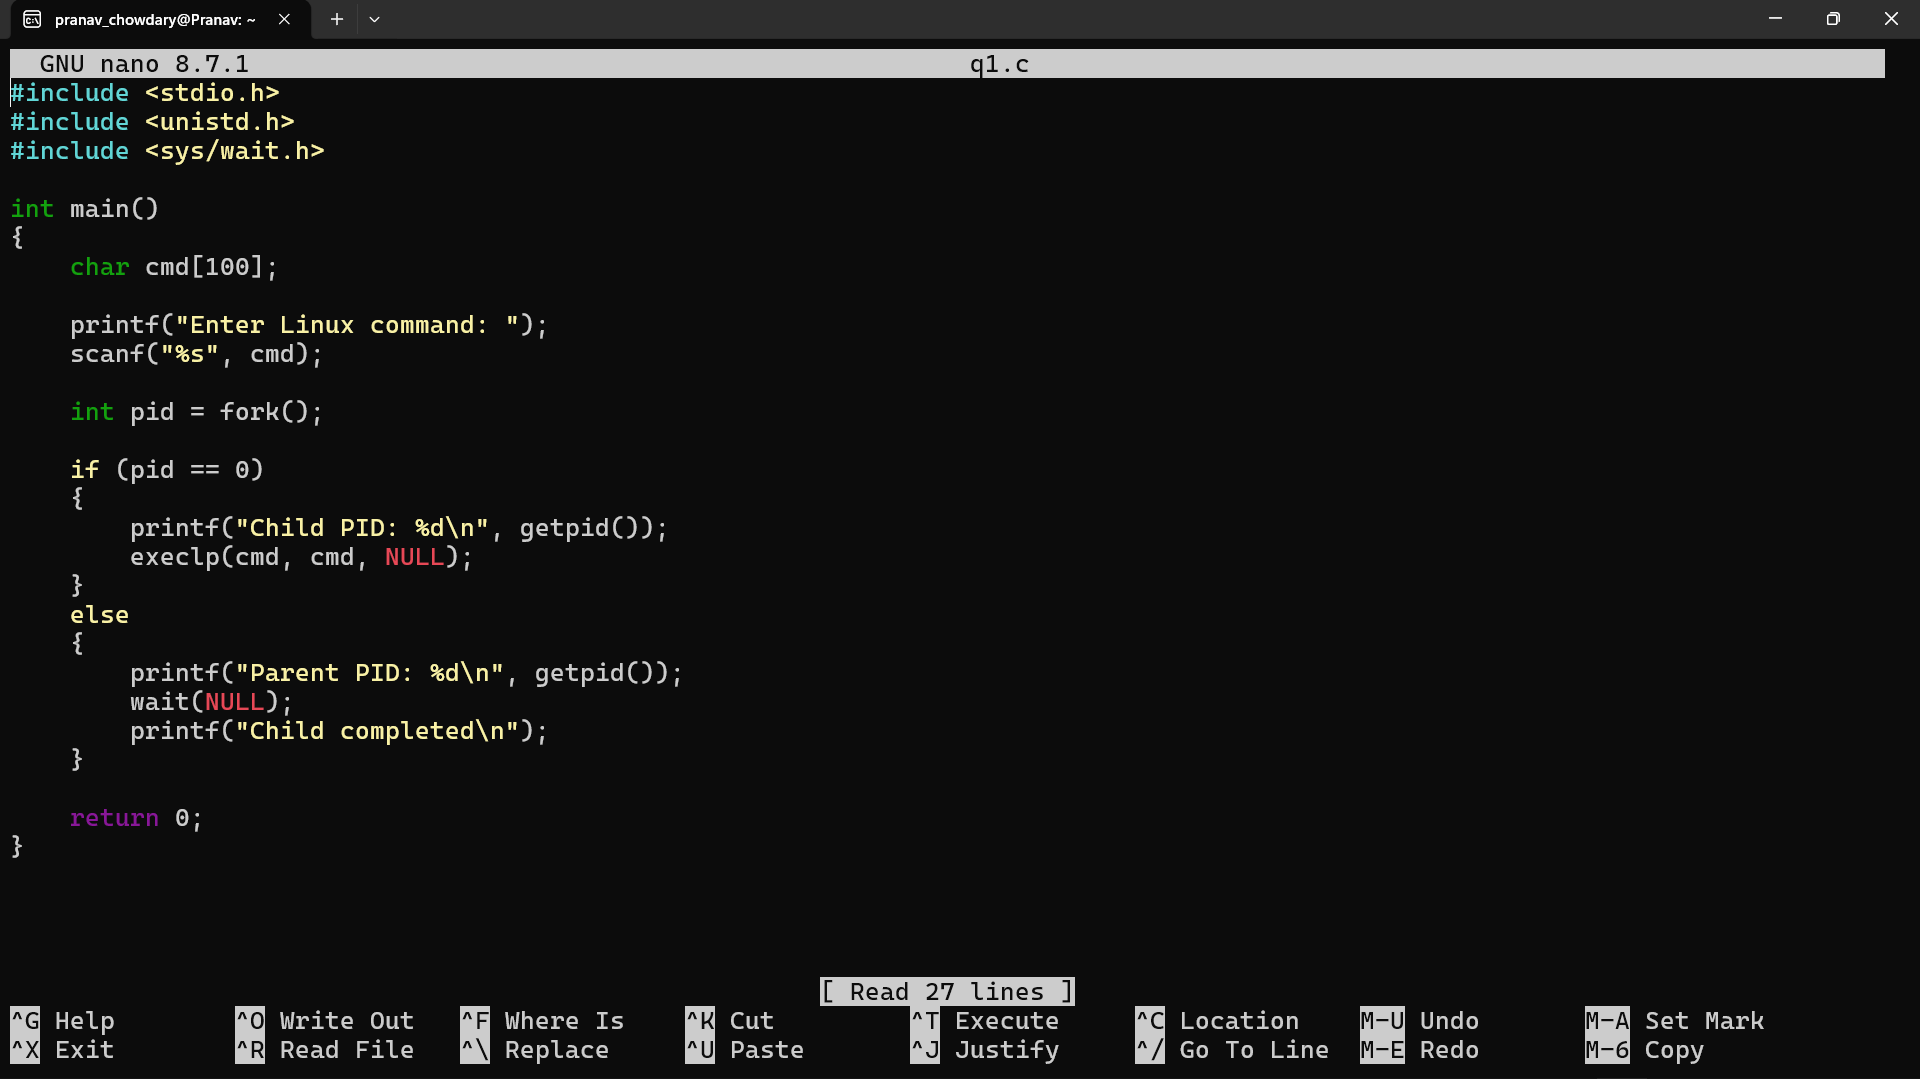 pranav_chowdary@Pranav: ~
GNU nano 8.7.1 q1.c
#include <stdio.h>
#include <unistd.h>
#include <sys/wait.h>

int main()
{
    char cmd[100];

    printf("Enter Linux command: ");
    scanf("%s", cmd);

    int pid = fork();

    if (pid == 0)
    {
        printf("Child PID: %d\n", getpid());
        execlp(cmd, cmd, NULL);
    }
    else
    {
        printf("Parent PID: %d\n", getpid());
        wait(NULL);
        printf("Child completed\n");
    }

    return 0;
}
[ Read 27 lines ]
^G Help ^O Write Out ^F Where Is ^K Cut ^T Execute ^C Location M-U Undo M-A Set Mark
^X Exit ^R Read File ^\ Replace ^U Paste ^J Justify ^/ Go To Line M-E Redo M-6 Copy